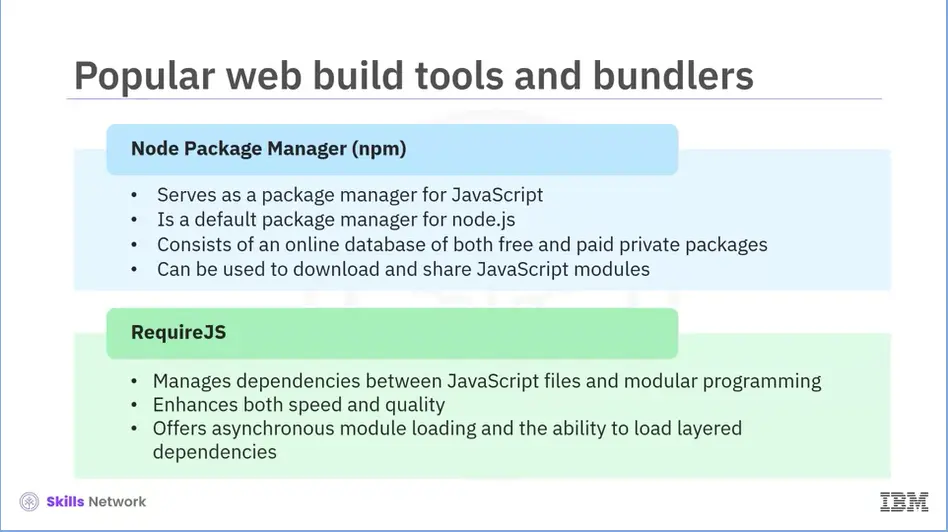 Popular web build tools and bundlers
Node Package Manager (npm)
• Serves as a package manager for JavaScript
• Is a default package manager for node.js
• Consists of an online database of both free and paid private packages
• Can be used to download and share JavaScript modules
RequireJS
• Manages dependencies between JavaScript files and modular programming
• Enhances both speed and quality
• Offers asynchronous module loading and the ability to load layered
dependencies
Skills Network
IBM